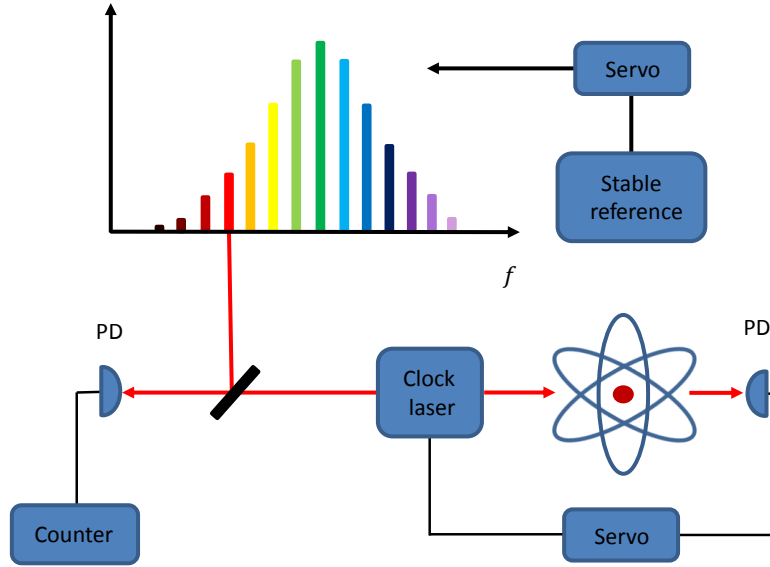 Servo
Stable
reference
f
PD
PD
Clock
laser
Counter
Servo